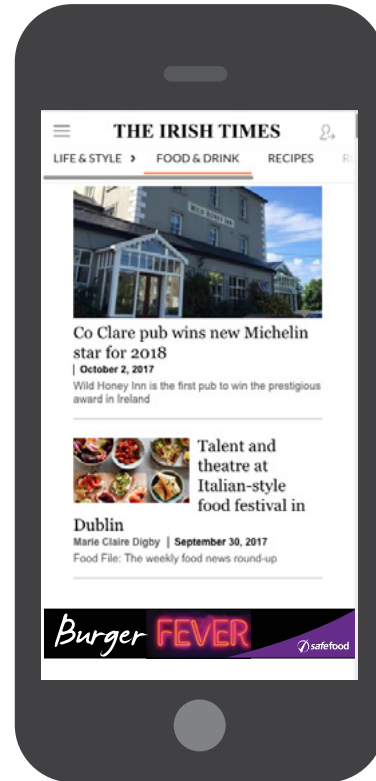 THE IRISH TIMES
LIFE & STYLE > FOOD & DRINK RECIPES
WILD HONEY INN
Co Clare pub wins new Michelin
star for 2018
| October 2, 2017
Wild Honey Inn is the first pub to win the prestigious
award in Ireland
Talent and
theatre at
Italian-style
food festival in
Dublin
Marie Claire Digby | September 30, 2017
Food File: The weekly food news round-up
Burger FEVER safefood